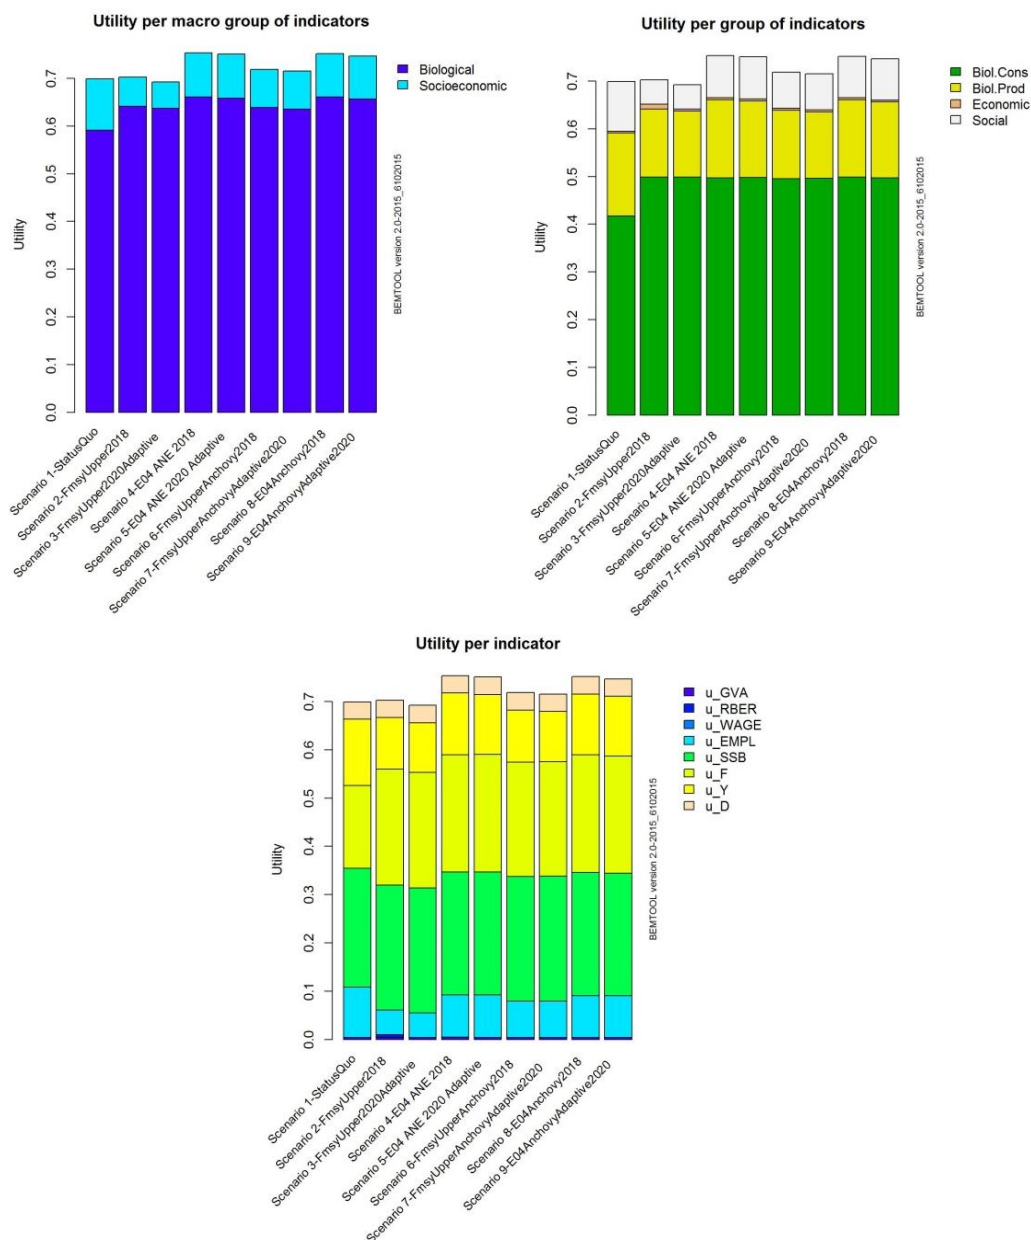 Utility per macro group of indicators
Utility
0.0
0.1
0.2
0.3
0.4
0.5
0.6
0.7
Biological
Socioeconomic
BEMTOOL version 2.0-2015_6102015
Scenario 1-StatusQuo
Scenario 2-FmsyUpper2018
Scenario 3-FmsyUpper2020Adaptive
Scenario 4-E04 ANE 2018
Scenario 5-E04 ANE 2020 Adaptive
Scenario 6-FmsyUpperAnchovy2018
Scenario 7-FmsyUpperAnchovyAdaptive2020
Scenario 8-E04Anchovy2018
Scenario 9-E04AnchovyAdaptive2020
Utility per group of indicators
Utility
0.0
0.1
0.2
0.3
0.4
0.5
0.6
0.7
Biol.Cons
Biol.Prod
Economic
Social
BEMTOOL version 2.0-2015_6102015
Scenario 1-StatusQuo
Scenario 2-FmsyUpper2018
Scenario 3-FmsyUpper2020Adaptive
Scenario 4-E04 ANE 2018
Scenario 5-E04 ANE 2020 Adaptive
Scenario 6-FmsyUpperAnchovy2018
Scenario 7-FmsyUpperAnchovyAdaptive2020
Scenario 8-E04Anchovy2018
Scenario 9-E04AnchovyAdaptive2020
Utility per indicator
Utility
0.0
0.1
0.2
0.3
0.4
0.5
0.6
0.7
u_GVA
u_RBER
u_WAGE
u_EMPL
u_SSB
u_F
u_Y
u_D
BEMTOOL version 2.0-2015_6102015
Scenario 1-StatusQuo
Scenario 2-FmsyUpper2018
Scenario 3-FmsyUpper2020Adaptive
Scenario 4-E04 ANE 2018
Scenario 5-E04 ANE 2020 Adaptive
Scenario 6-FmsyUpperAnchovy2018
Scenario 7-FmsyUpperAnchovyAdaptive2020
Scenario 8-E04Anchovy2018
Scenario 9-E04AnchovyAdaptive2020